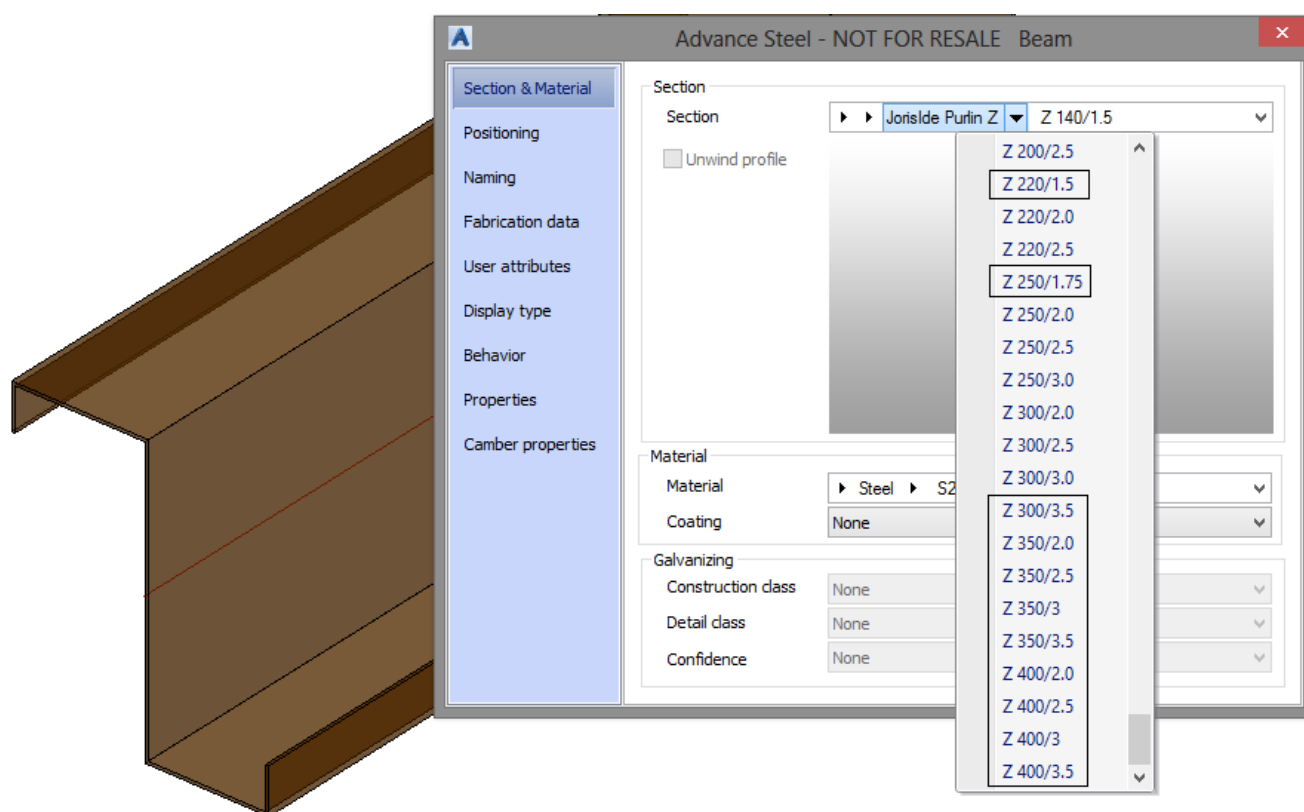 A Advance Steel - NOT FOR RESALE Beam
Section & Material
Positioning
Naming
Fabrication data
User attributes
Display type
Behavior
Properties
Camber properties
Section
Section JorisIde Purlin Z Z 140/1.5
Unwind profile
Z 200/2.5
Z 220/1.5
Z 220/2.0
Z 220/2.5
Z 250/1.75
Z 250/2.0
Z 250/2.5
Z 250/3.0
Z 300/2.0
Z 300/2.5
Z 300/3.0
Z 300/3.5
Z 350/2.0
Z 350/2.5
Z 350/3
Z 350/3.5
Z 400/2.0
Z 400/2.5
Z 400/3
Z 400/3.5
Material
Material Steel S2
Coating None
Galvanizing
Construction class None
Detail class None
Confidence None